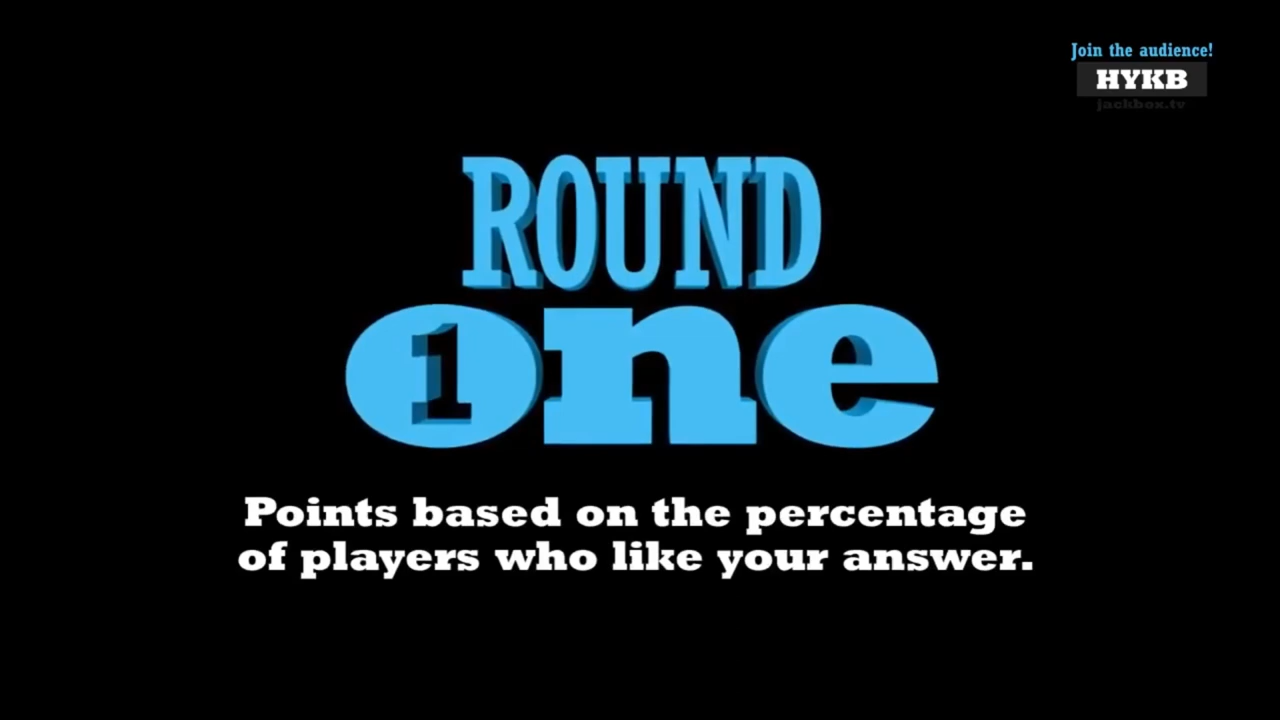 Join the audience!
HYKB
jackbox.tv
ROUND
One
1
Points based on the percentage
of players who like your answer.